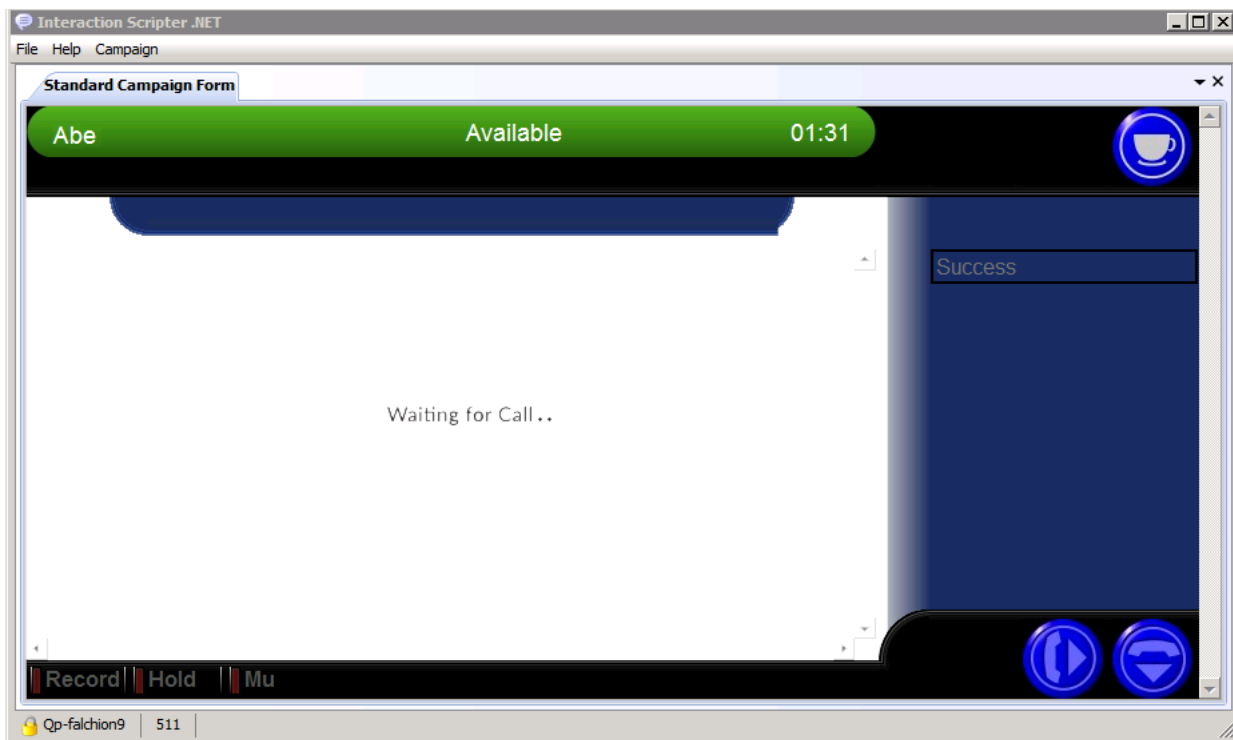 Interaction Scripter .NET
File Help Campaign
Standard Campaign Form
Abe Available 01:31
Success
Waiting for Call..
Record Hold Mu
Qp-falchion9 511